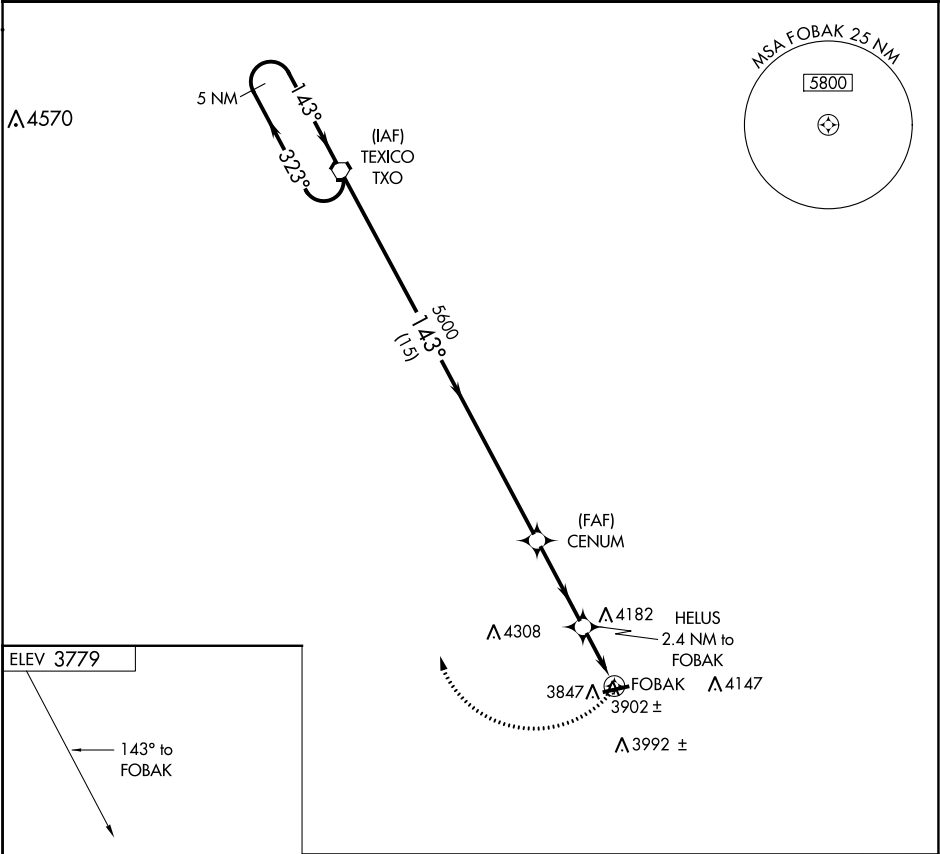 MSA FOBAK 25 NM
5800
5 NM
143°
4570
(IAF)
TEXICO
TXO
323°
5600
143°
(15)
(FAF)
CENUM
4182
HELUS
2.4 NM to
FOBAK
4308
ELEV 3779
3847
FOBAK
4147
3902 ±
3992 ±
143° to
FOBAK